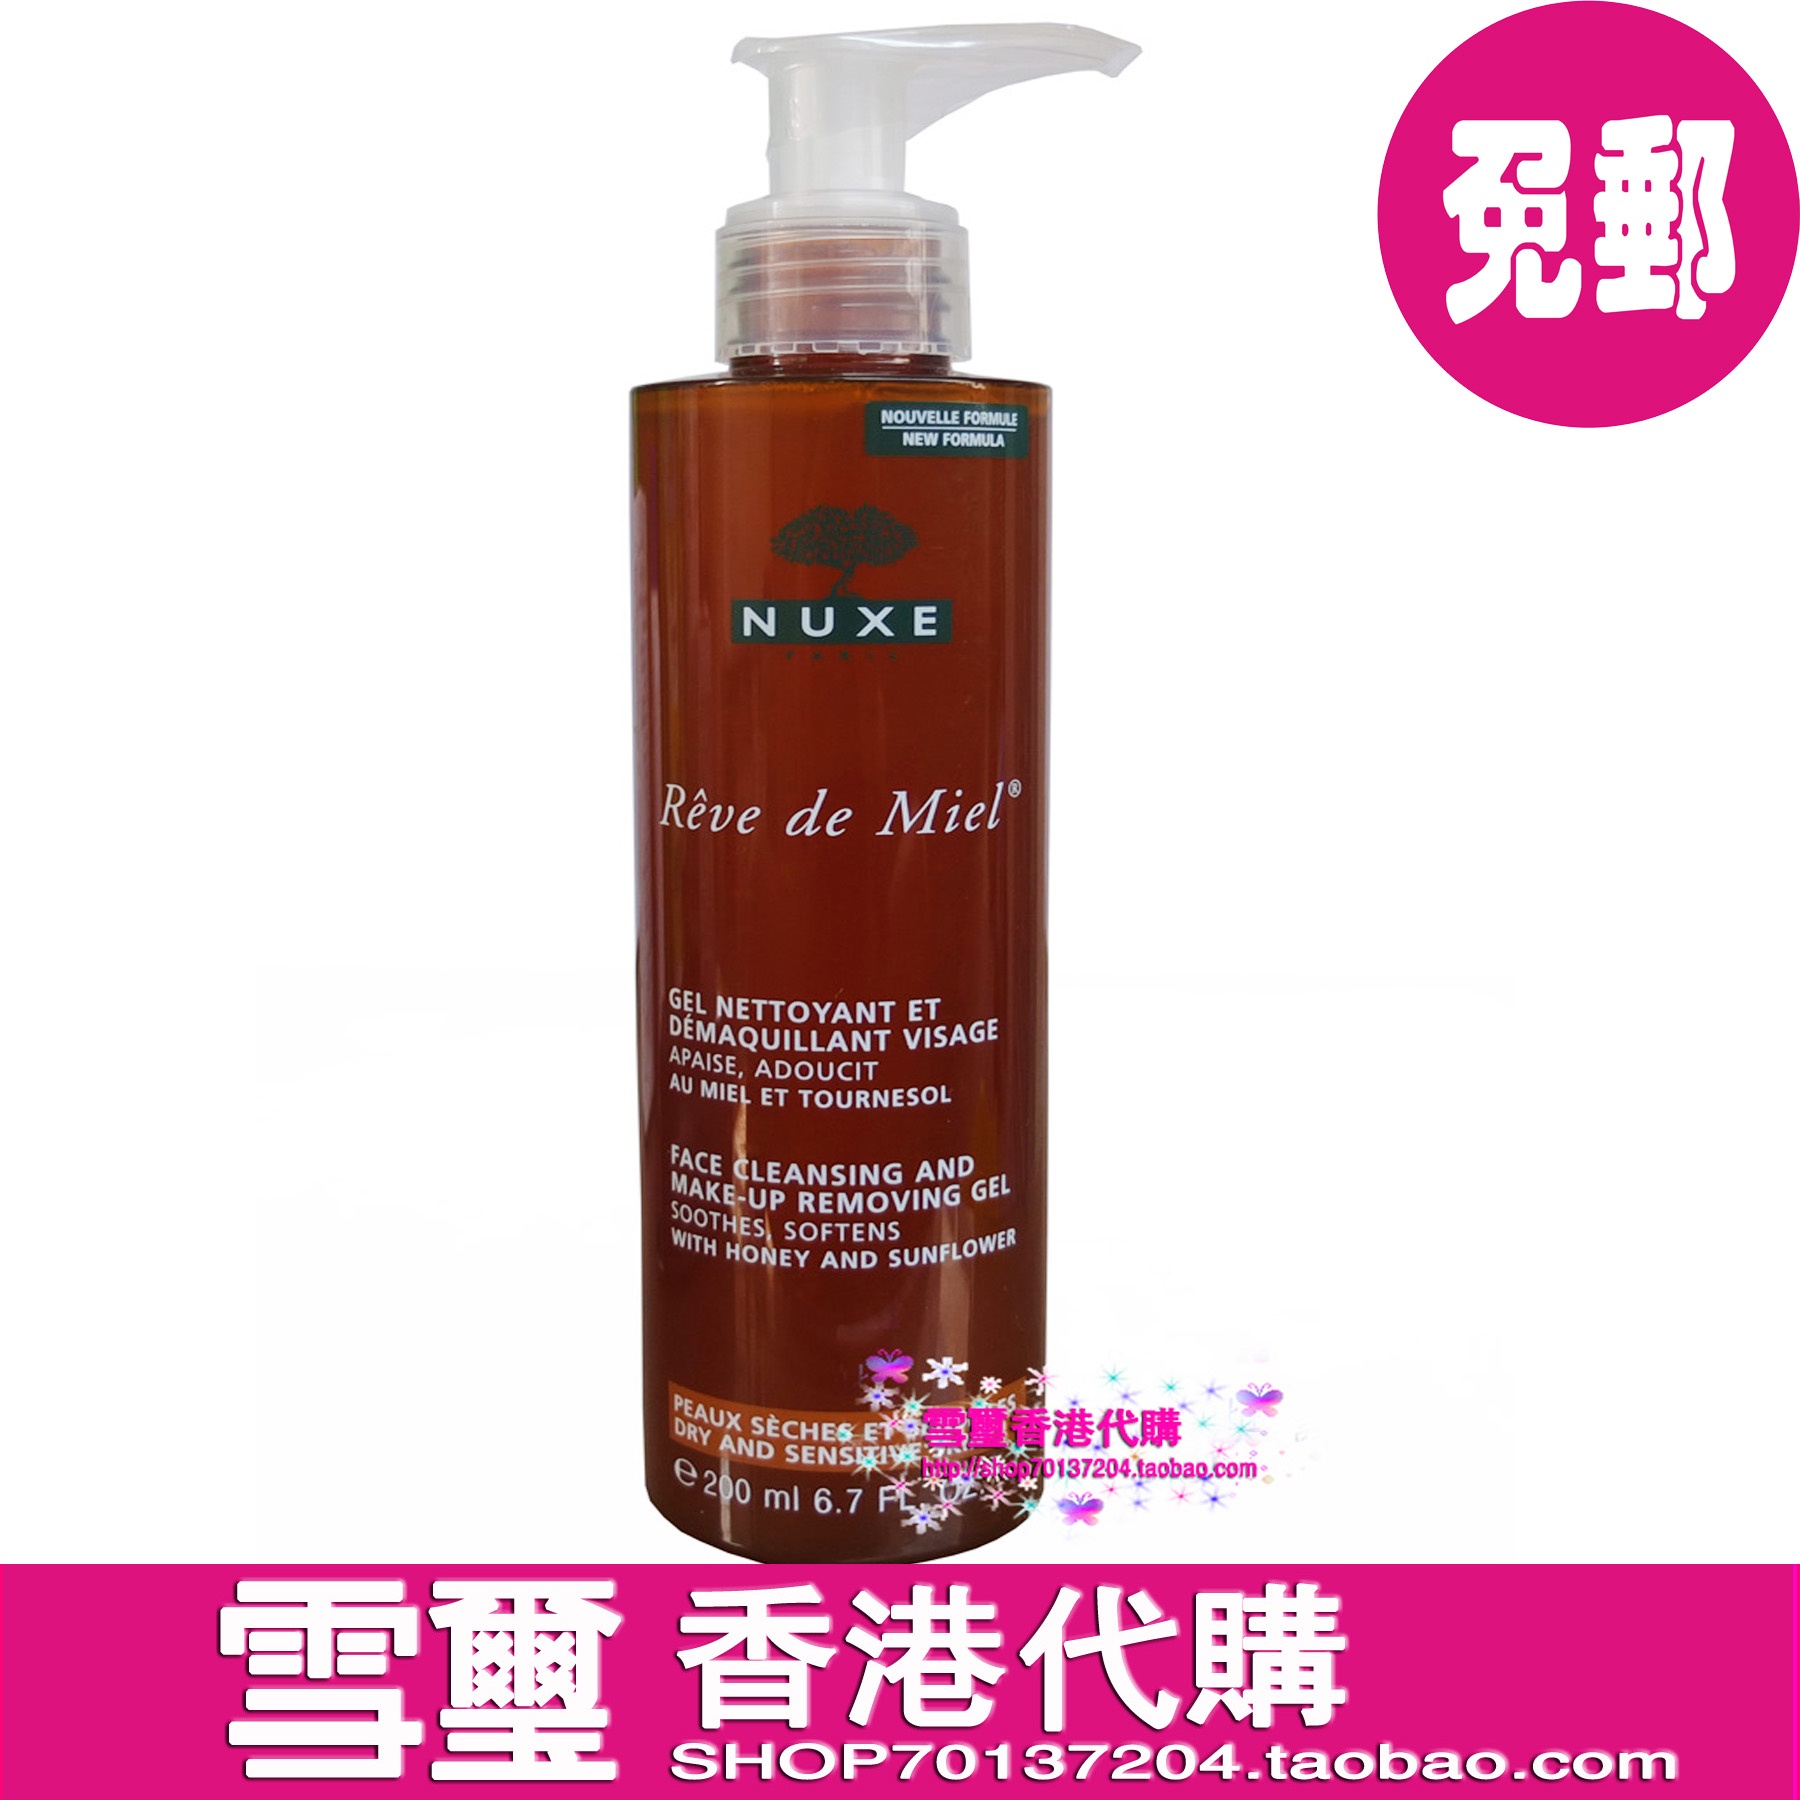 免郵
NOUVELLE FORMULE
NEW FORMULA
NUXE
PARIS
Rêve de Miel®
GEL NETTOYANT ET
DÉMAQUILLANT VISAGE
APAISE, ADOUCIT
AU MIEL ET TOURNESOL
FACE CLEANSING AND
MAKE-UP REMOVING GEL
SOOTHES, SOFTENS
WITH HONEY AND SUNFLOWER
PEAUX SÈCHES ET
DRY AND SENSITIVE
雪璽香港代購
http://shop70137204.taobao.com
℮ 200 ml 6.7 FL. OZ.
雪璽 香港代購
SHOP70137204.taobao.com